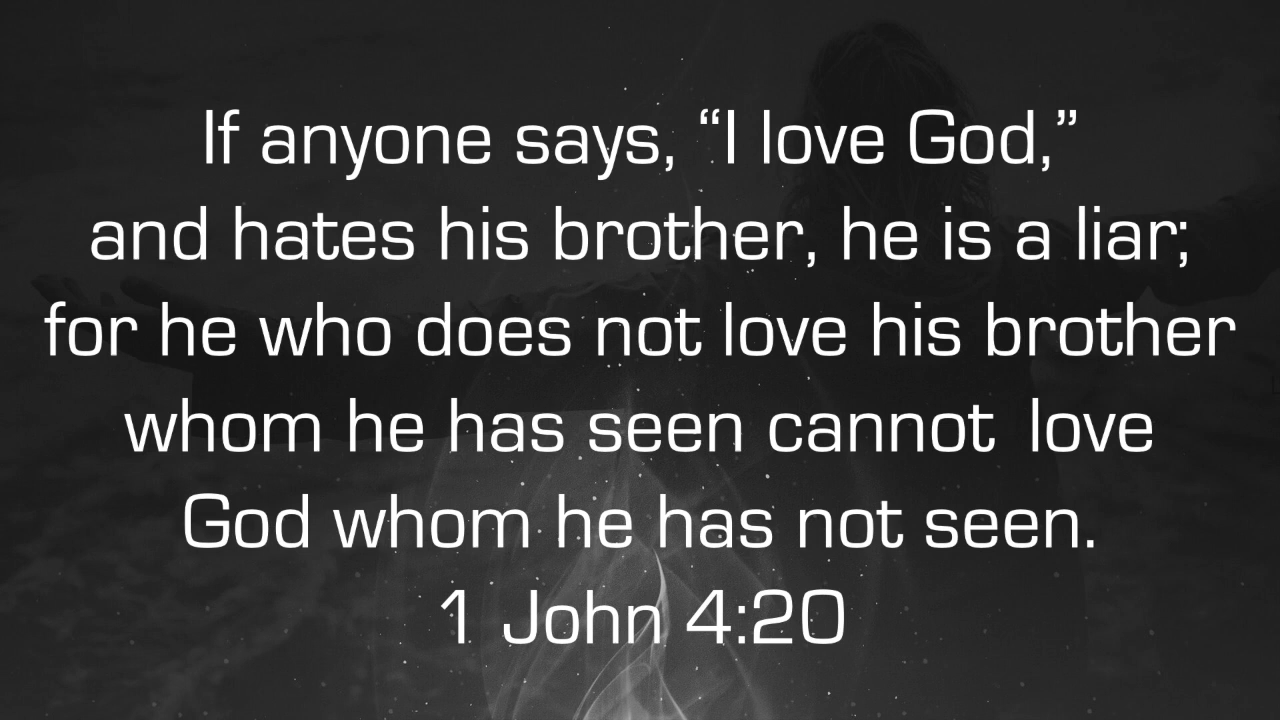 If anyone says, “I love God,”
and hates his brother, he is a liar;
for he who does not love his brother
whom he has seen cannot love
God whom he has not seen.
1 John 4:20